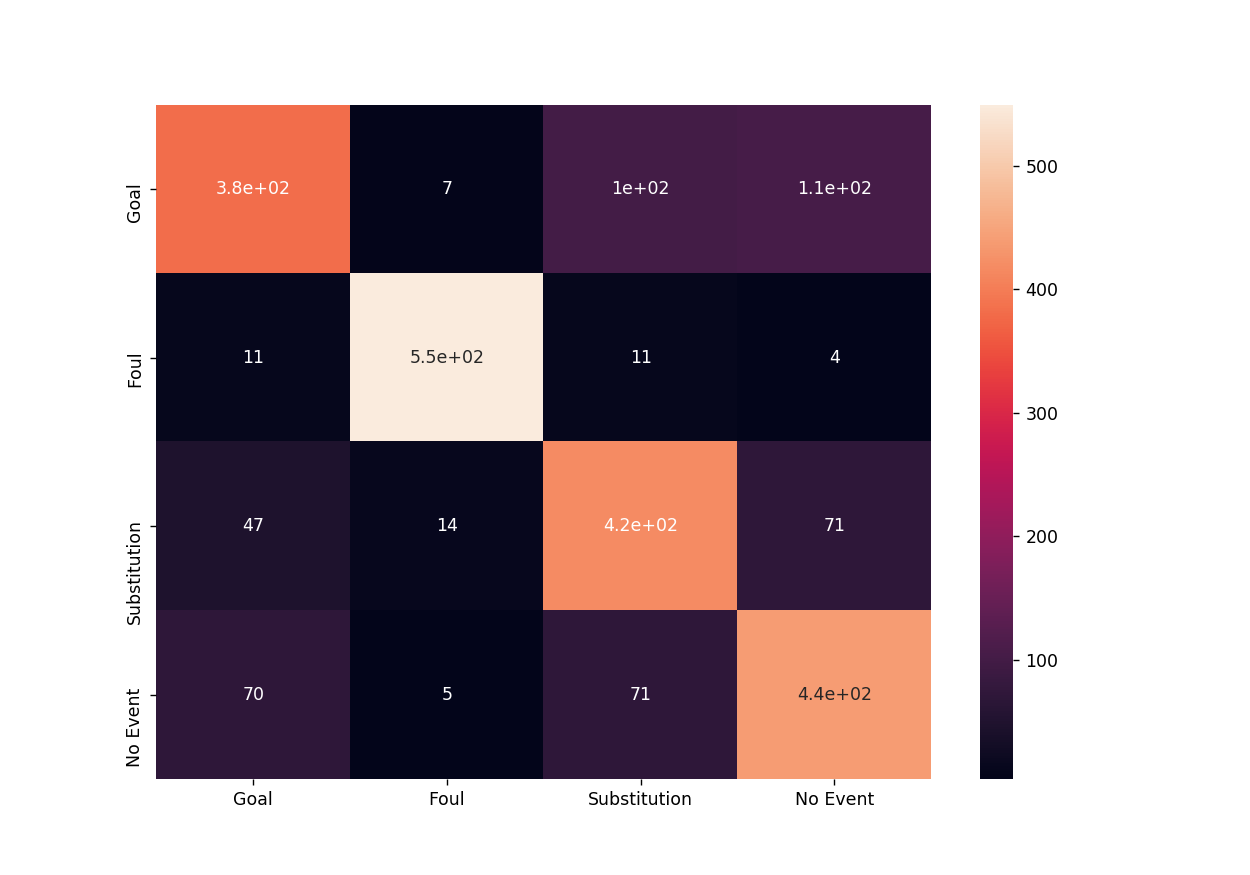 Goal 3.8e+02 7 1e+02 1.1e+02
Foul 11 5.5e+02 11 4
Substitution 47 14 4.2e+02 71
No Event 70 5 71 4.4e+02
Goal Foul Substitution No Event
500
400
300
200
100